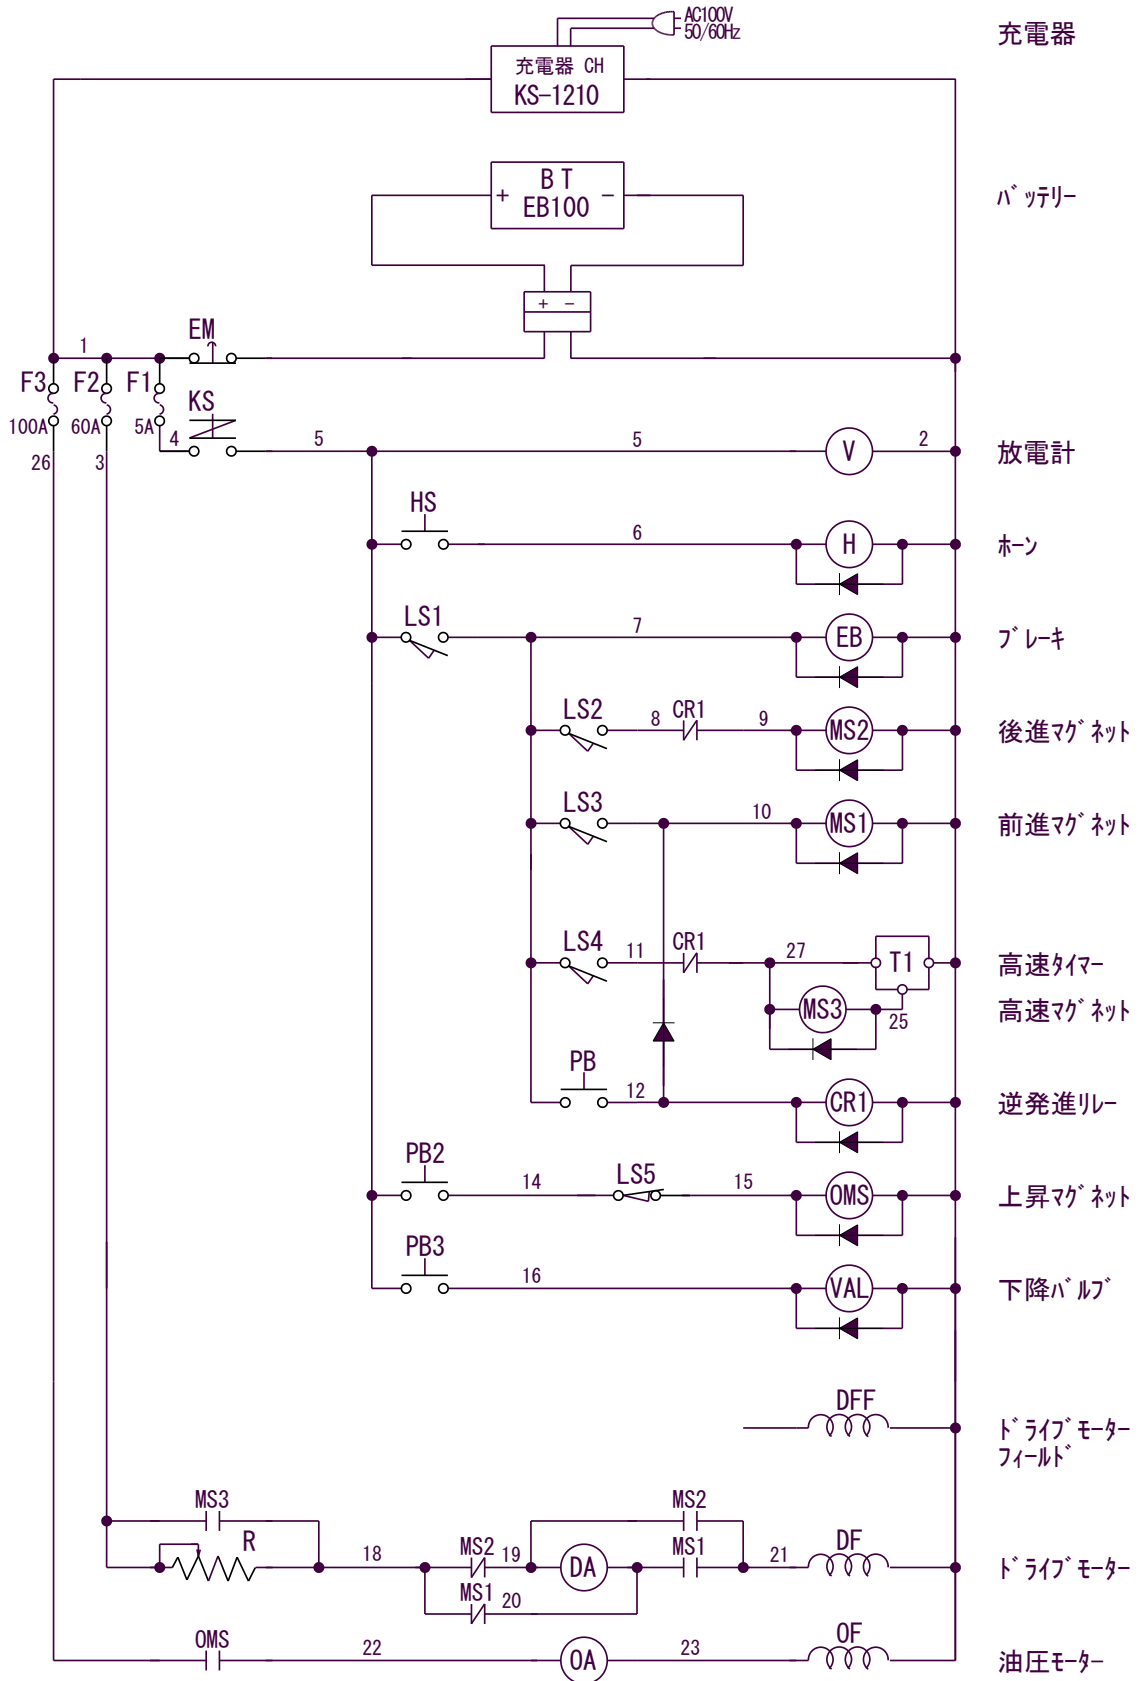 AC100V
50/60Hz
充電器
充電器 CH
KS-1210
BT
+ −
EB100
バッテリー
+ −
EM
1
F3 F2 F1
KS
100A 60A 5A
4
5
5
V
2
26
3
放電計
HS
6
H
ホーン
LS1
7
EB
ブレーキ
LS2
8
CR1
9
MS2
後進マグネット
LS3
10
MS1
前進マグネット
LS4
11
CR1
27
T1
高速タイマー
MS3
25
高速マグネット
PB
12
CR1
逆発進リレー
PB2
14
LS5
15
OMS
上昇マグネット
PB3
16
VAL
下降バルブ
DFF
ドライブモーター
フィールド
MS3
MS2
R
18
MS2
19
DA
MS1
21
DF
ドライブモーター
MS1
20
OMS
22
OA
23
OF
油圧モーター